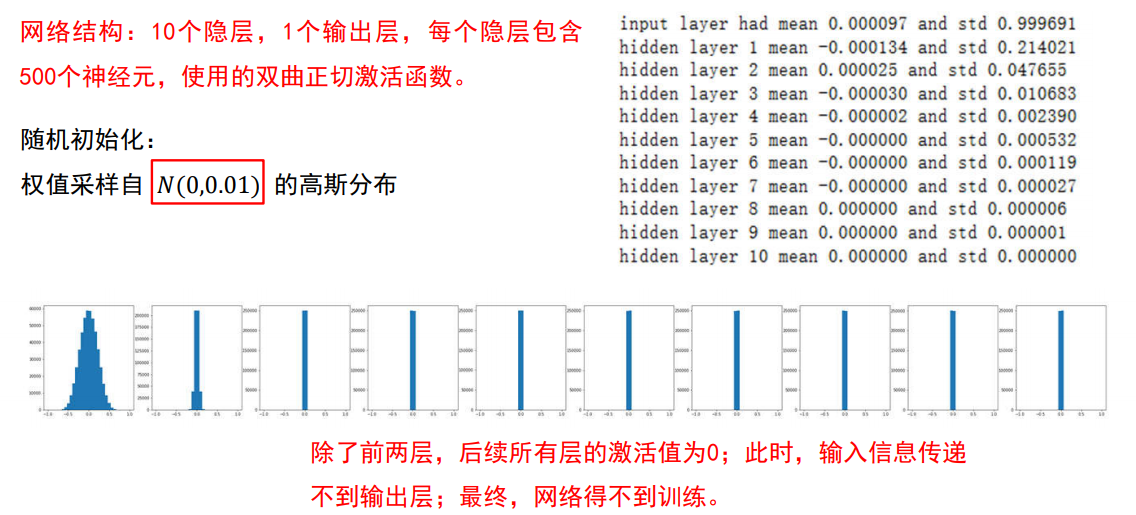 网络结构：10个隐层，1个输出层，每个隐层包含
500个神经元，使用的双曲正切激活函数。
随机初始化：
权值采样自 N(0,0.01) 的高斯分布
input layer had mean 0.000097 and std 0.999691
hidden layer 1 mean -0.000134 and std 0.214021
hidden layer 2 mean 0.000025 and std 0.047655
hidden layer 3 mean -0.000030 and std 0.010683
hidden layer 4 mean -0.000002 and std 0.002390
hidden layer 5 mean -0.000000 and std 0.000532
hidden layer 6 mean -0.000000 and std 0.000119
hidden layer 7 mean -0.000000 and std 0.000027
hidden layer 8 mean 0.000000 and std 0.000006
hidden layer 9 mean 0.000000 and std 0.000001
hidden layer 10 mean 0.000000 and std 0.000000
除了前两层，后续所有层的激活值为0；此时，输入信息传递
不到输出层；最终，网络得不到训练。